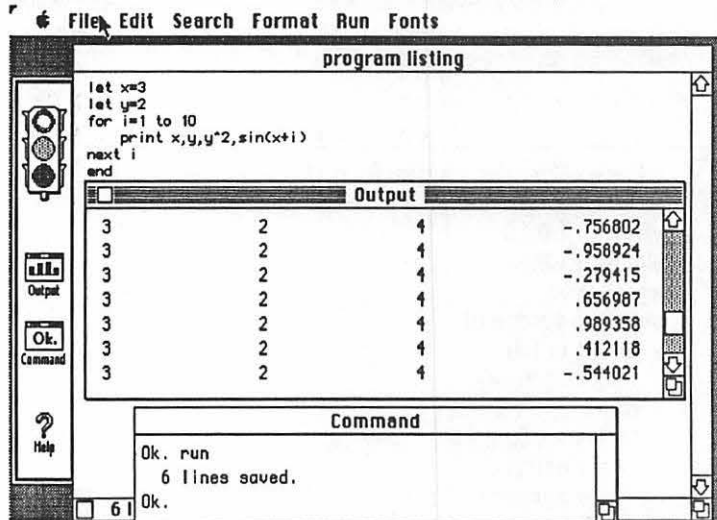 File Edit Search Format Run Fonts
program listing
let x=3
let y=2
for i=1 to 10
print x,y,y^2,sin(x+i)
next i
end
Output
3 2 4 -.756802
3 2 4 -.958924
3 2 4 -.279415
3 2 4 .656987
3 2 4 .989358
3 2 4 .412118
3 2 4 -.544021
Output
Ok.
Command
?
Help
Command
Ok. run
6 lines saved.
Ok.
6 l